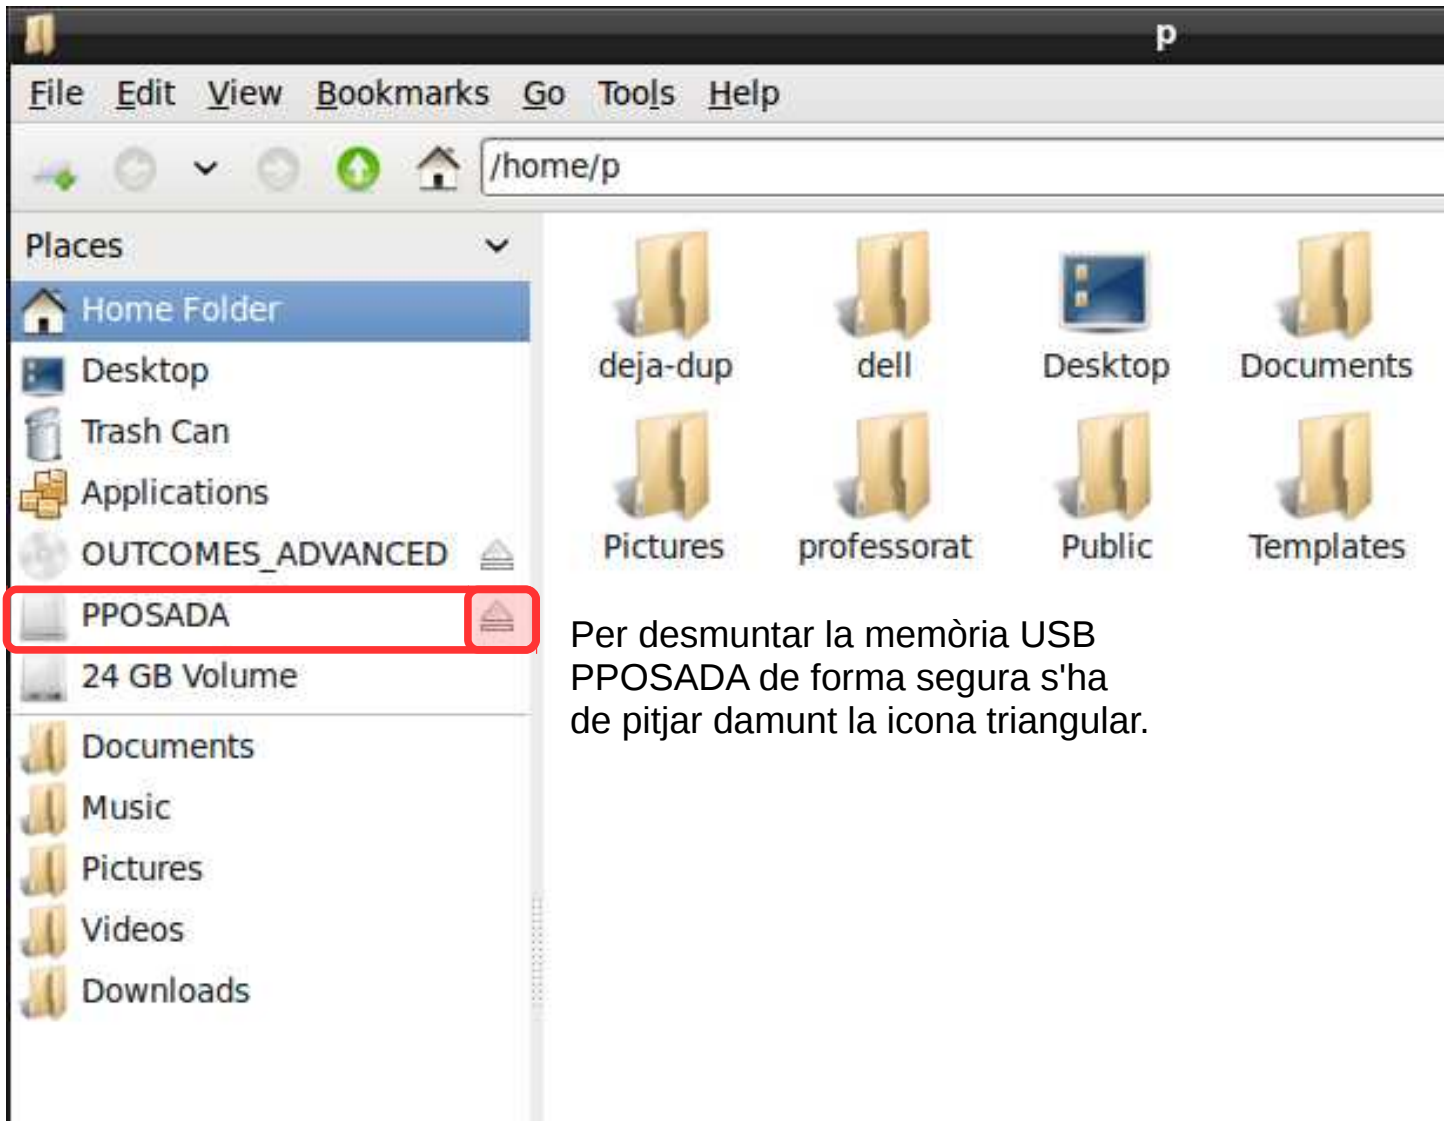 p
File Edit View Bookmarks Go Tools Help
/home/p
Places
Home Folder
Desktop
Trash Can
Applications
OUTCOMES_ADVANCED
PPOSADA
24 GB Volume
Documents
Music
Pictures
Videos
Downloads
deja-dup dell Desktop Documents
Pictures professorat Public Templates
Per desmuntar la memòria USB
PPOSADA de forma segura s'ha
de pitjar damunt la icona triangular.